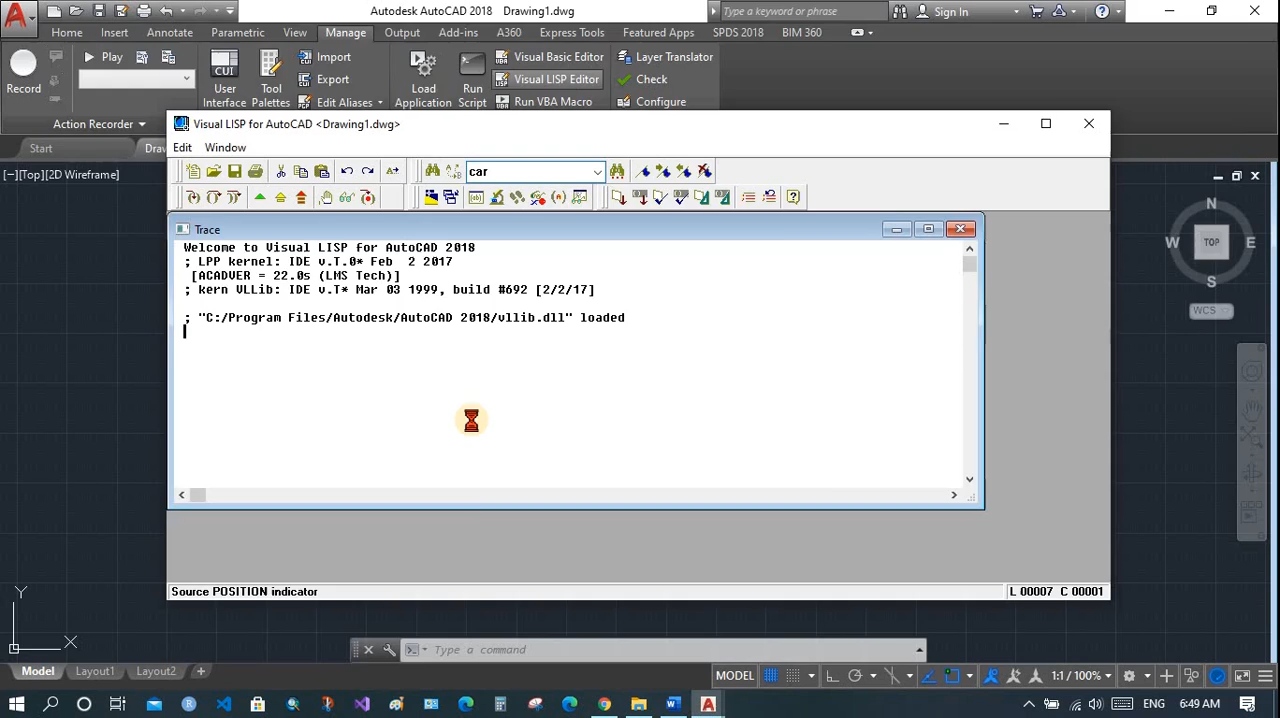 Autodesk AutoCAD 2018 Drawing1.dwg
Type a keyword or phrase
Sign In
Home Insert Annotate Parametric View Manage Output Add-ins A360 Express Tools Featured Apps SPDS 2018 BIM 360
Record
Play
Action Recorder
CUI
User
Interface
Tool
Palettes
Import
Export
Edit Aliases
Load
Application
Run
Script
Visual Basic Editor
Visual LISP Editor
Run VBA Macro
Layer Translator
Check
Configure
Start
Draw
[−][Top][2D Wireframe]
Visual LISP for AutoCAD <Drawing1.dwg>
Edit Window
car
Trace
Welcome to Visual LISP for AutoCAD 2018
; LPP kernel: IDE v.T.0* Feb  2 2017
[ACADVER = 22.0s (LMS Tech)]
; kern VLLib: IDE v.T* Mar 03 1999, build #692 [2/2/17]
; "C:/Program Files/Autodesk/AutoCAD 2018/vllib.dll" loaded
Source POSITION indicator
L 00007 C 00001
N
W TOP E
S
WCS
Y
X
Type a command
Model Layout1 Layout2 +
MODEL
1:1 / 100%
ENG 6:49 AM